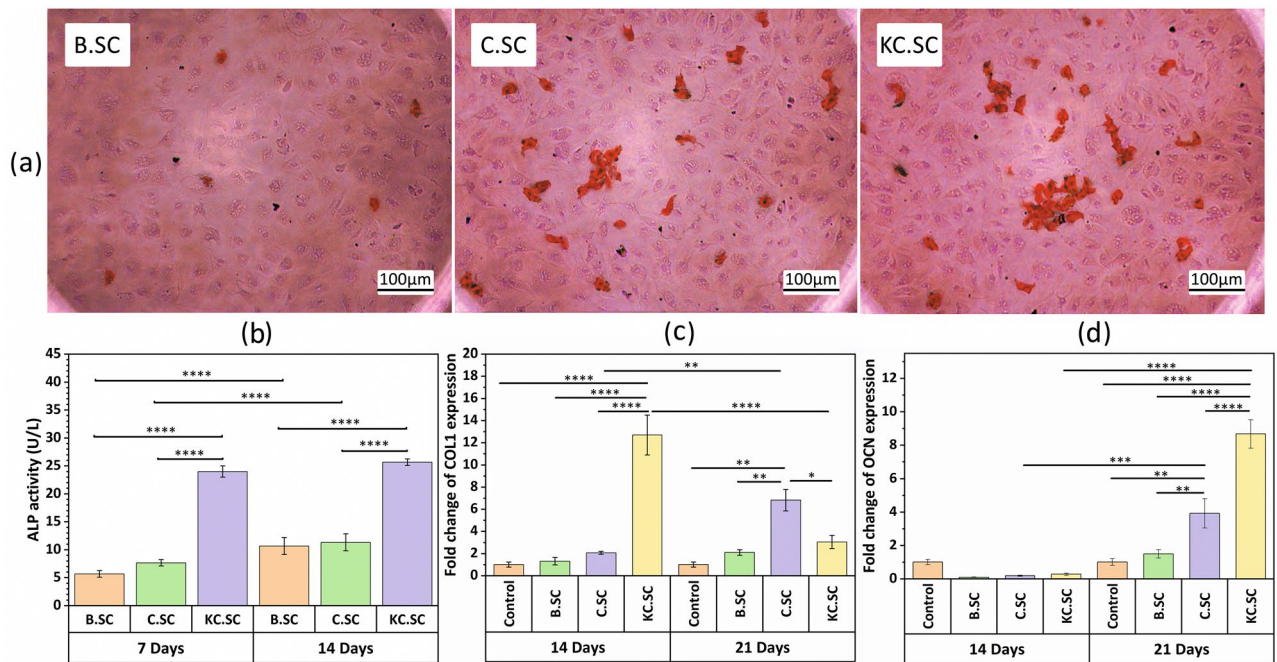 (a)
B.SC
100μm
C.SC
100μm
KC.SC
100μm
(b)
ALP activity (U/L)
45
40
35
30
25
20
15
10
5
0
****
****
****
****
****
****
B.SC C.SC KC.SC B.SC C.SC KC.SC
7 Days 14 Days
(c)
Fold change of COL1 expression
20
18
16
14
12
10
8
6
4
2
0
**
****
****
****
****
**
**
*
Control B.SC C.SC KC.SC Control B.SC C.SC KC.SC
14 Days 21 Days
(d)
Fold change of OCN expression
12
10
8
6
4
2
0
****
****
****
****
***
**
**
Control B.SC C.SC KC.SC Control B.SC C.SC KC.SC
14 Days 21 Days